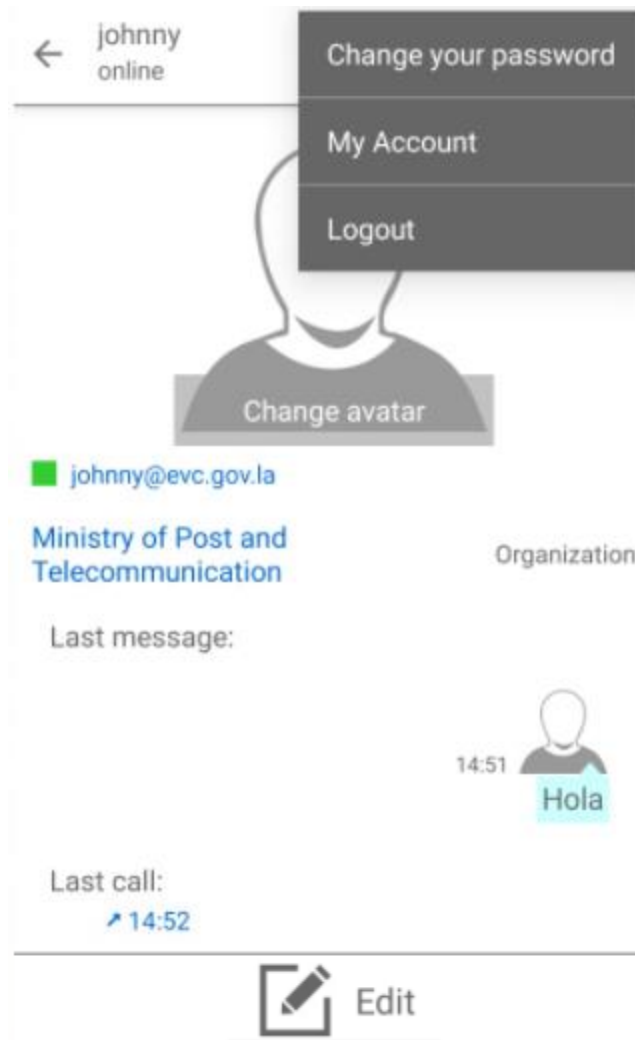 johnny
online
Change your password
My Account
Logout
Change avatar
johnny@evc.gov.la
Ministry of Post and
Telecommunication
Organization
Last message:
14:51
Hola
Last call:
14:52
Edit